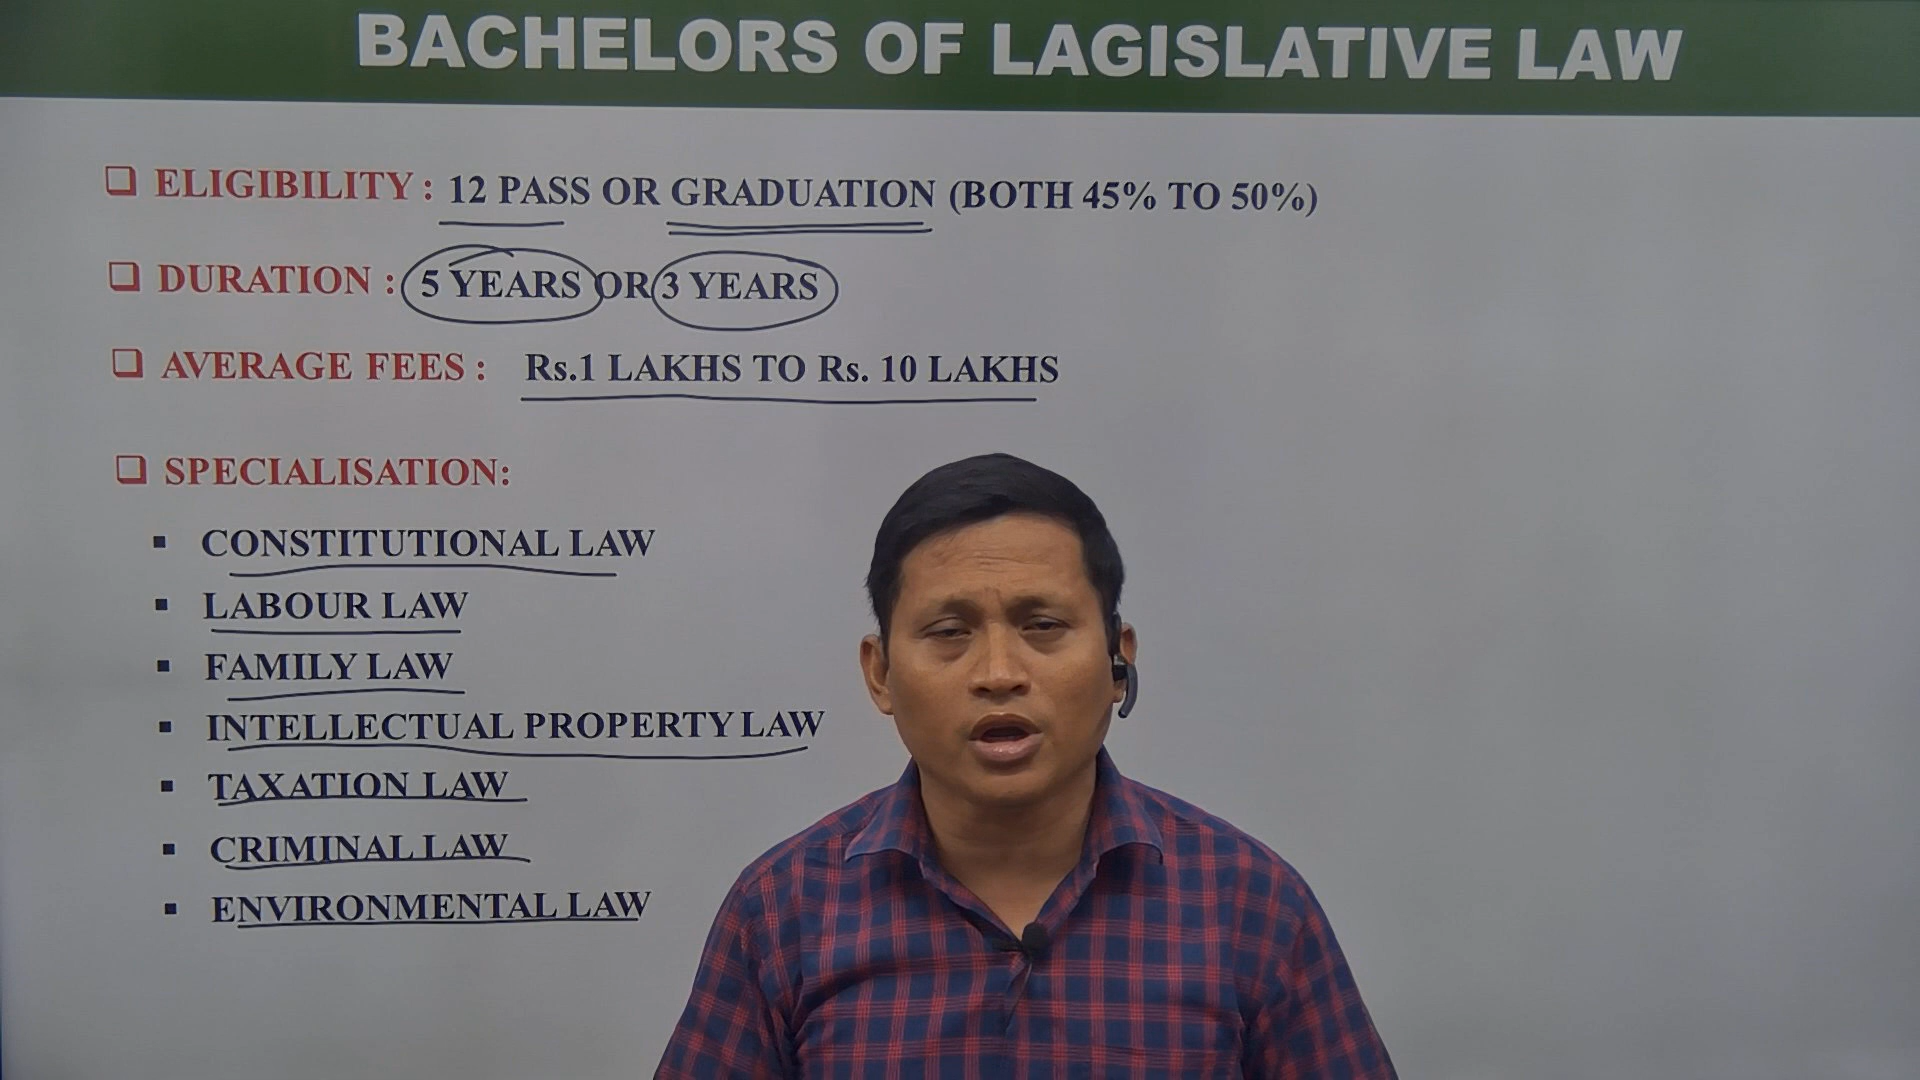 BACHELORS OF LAGISLATIVE LAW
ELIGIBILITY : 12 PASS OR GRADUATION (BOTH 45% TO 50%)
DURATION : 5 YEARS OR 3 YEARS
AVERAGE FEES : Rs.1 LAKHS TO Rs. 10 LAKHS
SPECIALISATION:
CONSTITUTIONAL LAW
LABOUR LAW
FAMILY LAW
INTELLECTUAL PROPERTY LAW
TAXATION LAW
CRIMINAL LAW
ENVIRONMENTAL LAW